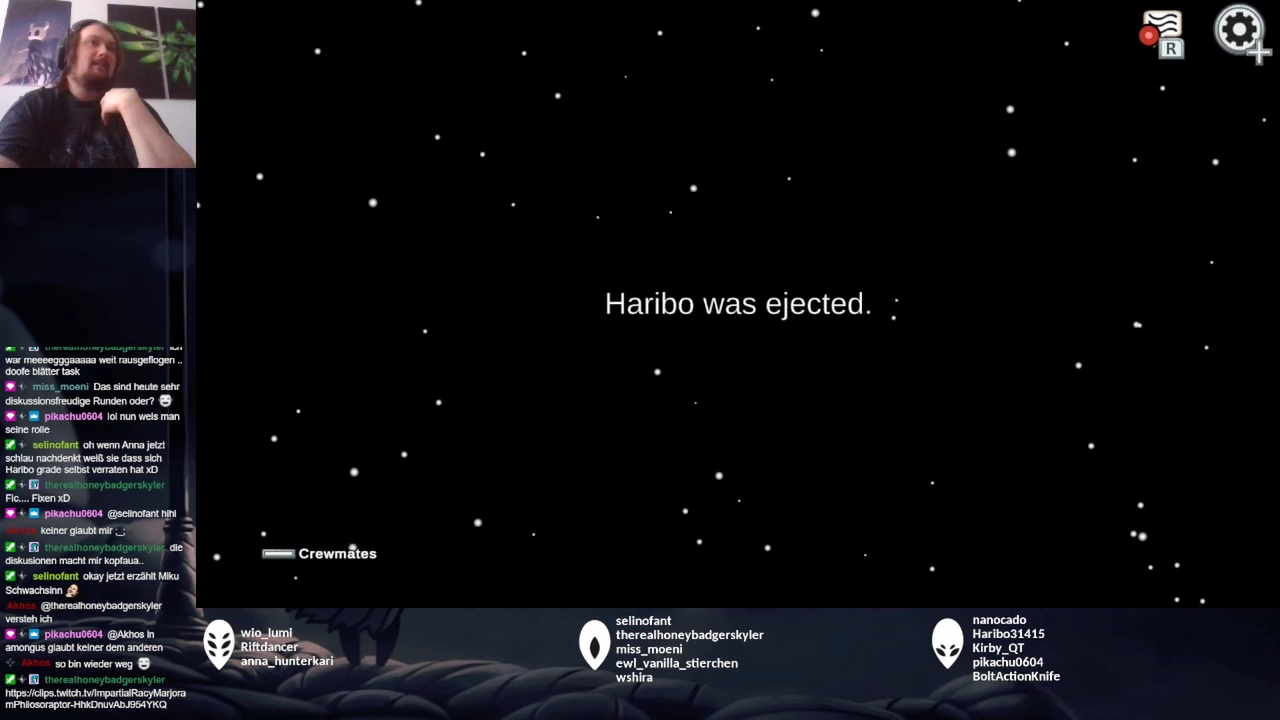 R
Haribo was ejected.
Crewmates
therealhoneybadgerskyler ich
war meeeegggaaaaa weit rausgeflogen ..
doofe blätter task
miss_moeni Das sind heute sehr
diskussionsfreudige Runden oder?
pikachu0604 lol nun weis man
seine rolle
selinofant oh wenn Anna jetzt
schlau nachdenkt weiß sie dass sich
Haribo grade selbst verraten hat xD
therealhoneybadgerskyler
Fic.... Fixen xD
pikachu0604 @selinofant hihi
Akhos keiner glaubt mir ;_;
therealhoneybadgerskyler die
diskusionen macht mir kopfaua..
selinofant okay jetzt erzählt Miku
Schwachsinn
Akhos @therealhoneybadgerskyler
versteh ich
pikachu0604 @Akhos in
amongus glaubt keiner dem anderen
Akhos so bin wieder weg
therealhoneybadgerskyler
https://clips.twitch.tv/ImpartialRacyMarjora
mPhilosoraptor-HhkDnuvAbJ954YKQ
wio_lumi
Riftdancer
anna_hunterkari
selinofant
therealhoneybadgerskyler
miss_moeni
ewl_vanilla_stierchen
wshira
nanocado
Haribo31415
Kirby_QT
pikachu0604
BoltActionKnife